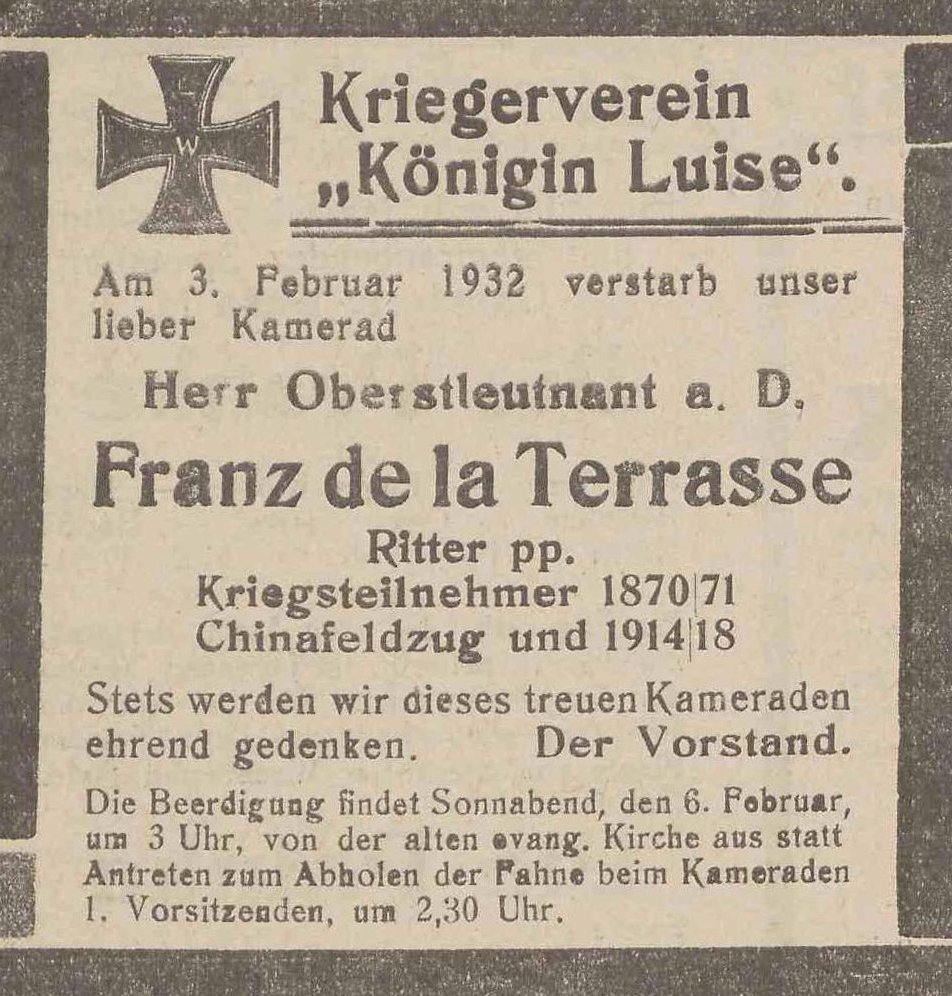 L
W
Kriegerverein
„Königin Luise“.
Am 3. Februar 1932 verstarb unser
lieber Kamerad
Herr Oberstleutnant a. D.
Franz de la Terrasse
Ritter pp.
Kriegsteilnehmer 1870|71
Chinafeldzug und 1914|18
Stets werden wir dieses treuen Kameraden
ehrend gedenken. Der Vorstand.
Die Beerdigung findet Sonnabend, den 6. Februar,
um 3 Uhr, von der alten evang. Kirche aus statt
Antreten zum Abholen der Fahne beim Kameraden
1. Vorsitzenden, um 2,30 Uhr.